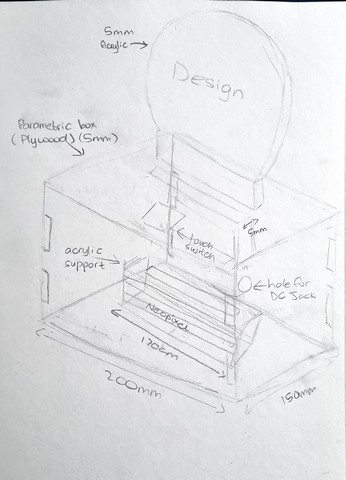 5mm
Acrylic
Design
Parametric box
(Plywood) (5mm)
touch
switch
5mm
acrylic
support
hole for
DC Jack
Neopixel
170cm
200mm
150mm